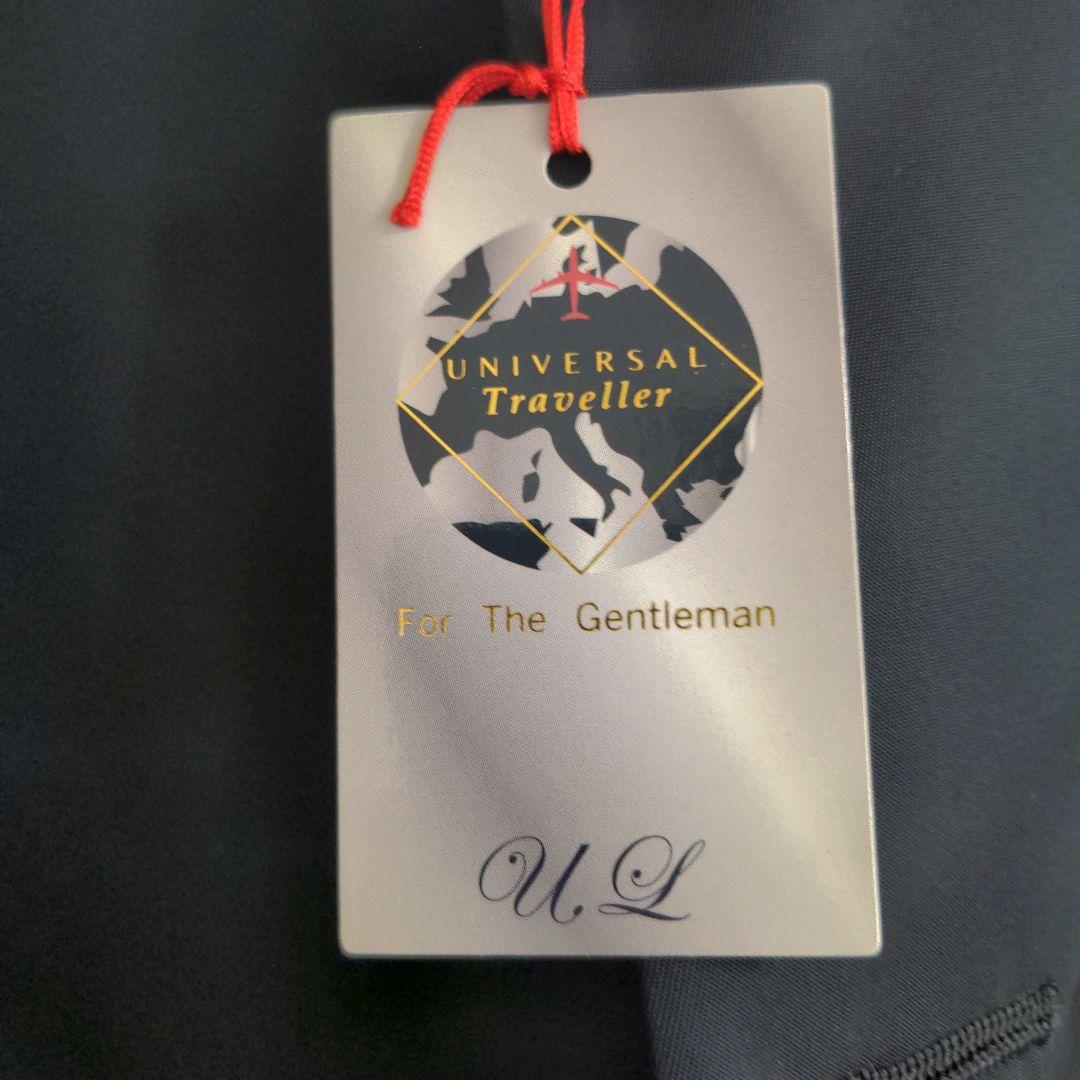 UNIVERSAL
Traveller
For The Gentleman
U.L